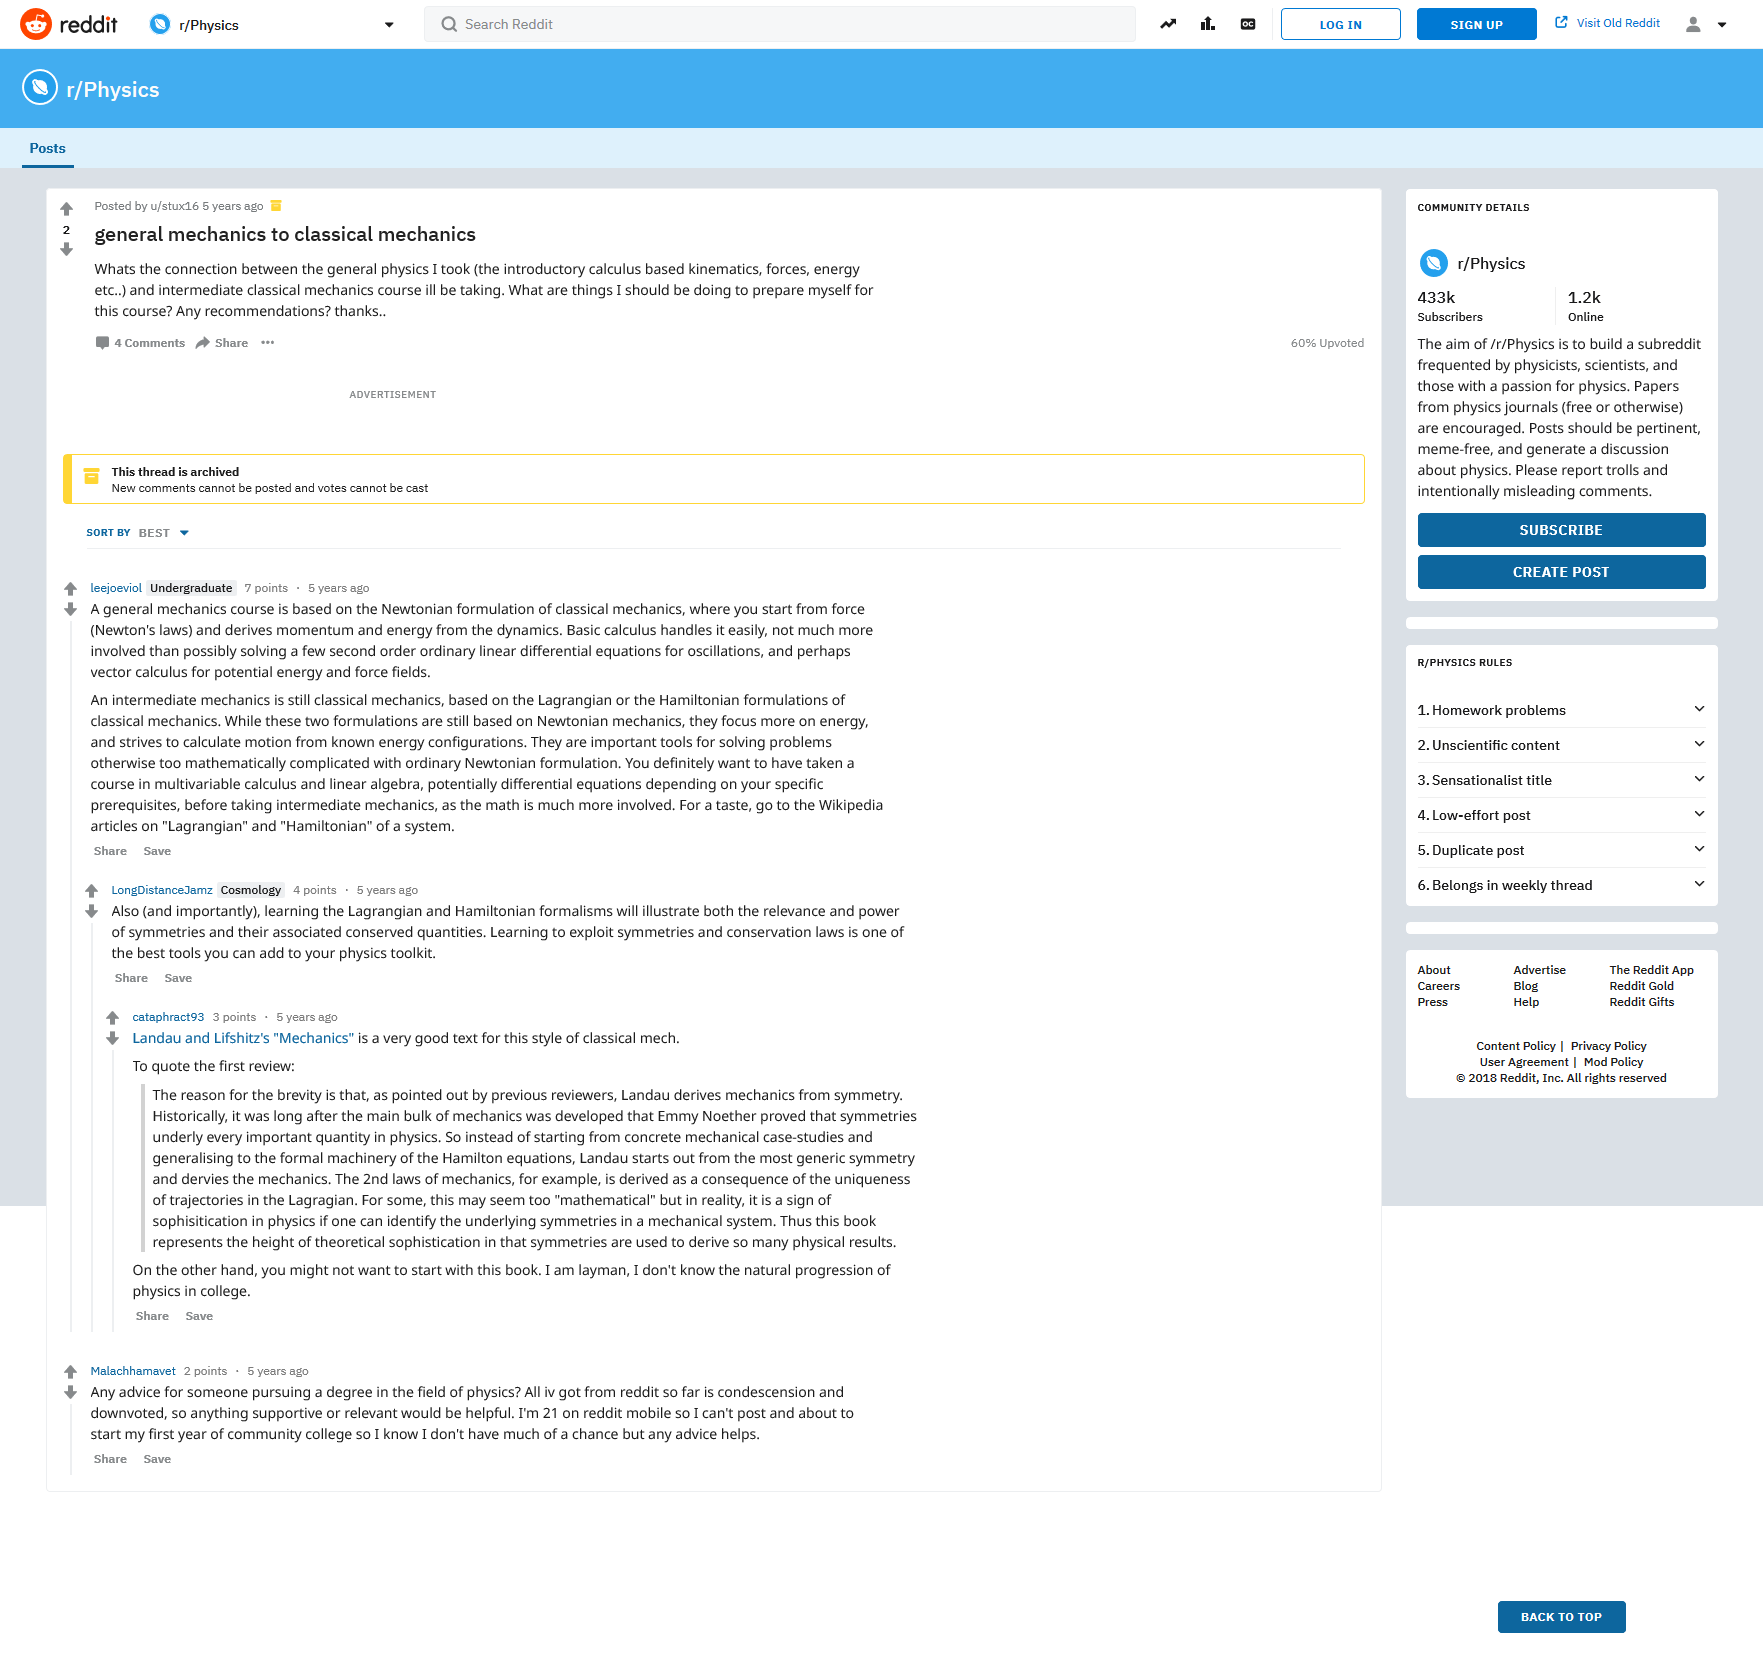 reddit
r/Physics
Search Reddit
OC
LOG IN
SIGN UP
Visit Old Reddit
r/Physics
Posts
Posted by u/stux16 5 years ago
2
general mechanics to classical mechanics
Whats the connection between the general physics I took (the introductory calculus based kinematics, forces, energy
etc..) and intermediate classical mechanics course ill be taking. What are things I should be doing to prepare myself for
this course? Any recommendations? thanks..
4 Comments Share
60% Upvoted
ADVERTISEMENT
This thread is archived
New comments cannot be posted and votes cannot be cast
SORT BY BEST
leejoeviol Undergraduate 7 points · 5 years ago
A general mechanics course is based on the Newtonian formulation of classical mechanics, where you start from force
(Newton's laws) and derives momentum and energy from the dynamics. Basic calculus handles it easily, not much more
involved than possibly solving a few second order ordinary linear differential equations for oscillations, and perhaps
vector calculus for potential energy and force fields.
An intermediate mechanics is still classical mechanics, based on the Lagrangian or the Hamiltonian formulations of
classical mechanics. While these two formulations are still based on Newtonian mechanics, they focus more on energy,
and strives to calculate motion from known energy configurations. They are important tools for solving problems
otherwise too mathematically complicated with ordinary Newtonian formulation. You definitely want to have taken a
course in multivariable calculus and linear algebra, potentially differential equations depending on your specific
prerequisites, before taking intermediate mechanics, as the math is much more involved. For a taste, go to the Wikipedia
articles on "Lagrangian" and "Hamiltonian" of a system.
Share Save
LongDistanceJamz Cosmology 4 points · 5 years ago
Also (and importantly), learning the Lagrangian and Hamiltonian formalisms will illustrate both the relevance and power
of symmetries and their associated conserved quantities. Learning to exploit symmetries and conservation laws is one of
the best tools you can add to your physics toolkit.
Share Save
cataphract93 3 points · 5 years ago
Landau and Lifshitz's "Mechanics" is a very good text for this style of classical mech.
To quote the first review:
The reason for the brevity is that, as pointed out by previous reviewers, Landau derives mechanics from symmetry.
Historically, it was long after the main bulk of mechanics was developed that Emmy Noether proved that symmetries
underly every important quantity in physics. So instead of starting from concrete mechanical case-studies and
generalising to the formal machinery of the Hamilton equations, Landau starts out from the most generic symmetry
and dervies the mechanics. The 2nd laws of mechanics, for example, is derived as a consequence of the uniqueness
of trajectories in the Lagragian. For some, this may seem too "mathematical" but in reality, it is a sign of
sophisitication in physics if one can identify the underlying symmetries in a mechanical system. Thus this book
represents the height of theoretical sophistication in that symmetries are used to derive so many physical results.
On the other hand, you might not want to start with this book. I am layman, I don't know the natural progression of
physics in college.
Share Save
Malachhamavet 2 points · 5 years ago
Any advice for someone pursuing a degree in the field of physics? All iv got from reddit so far is condescension and
downvoted, so anything supportive or relevant would be helpful. I'm 21 on reddit mobile so I can't post and about to
start my first year of community college so I know I don't have much of a chance but any advice helps.
Share Save
COMMUNITY DETAILS
r/Physics
433k 1.2k
Subscribers Online
The aim of /r/Physics is to build a subreddit
frequented by physicists, scientists, and
those with a passion for physics. Papers
from physics journals (free or otherwise)
are encouraged. Posts should be pertinent,
meme-free, and generate a discussion
about physics. Please report trolls and
intentionally misleading comments.
SUBSCRIBE
CREATE POST
R/PHYSICS RULES
1. Homework problems
2. Unscientific content
3. Sensationalist title
4. Low-effort post
5. Duplicate post
6. Belongs in weekly thread
About Advertise The Reddit App
Careers Blog Reddit Gold
Press Help Reddit Gifts
Content Policy | Privacy Policy
User Agreement | Mod Policy
© 2018 Reddit, Inc. All rights reserved
BACK TO TOP